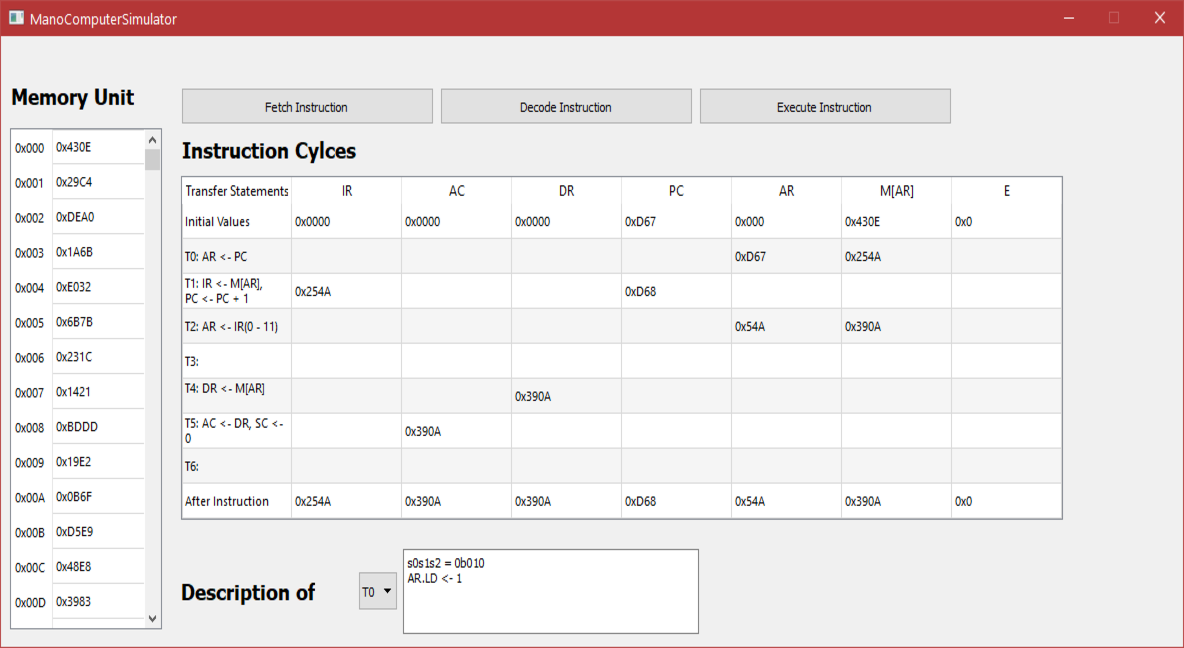 ManoComputerSimulator
Memory Unit
Fetch Instruction Decode Instruction Execute Instruction
Instruction Cylces
0x000 0x430E
0x001 0x29C4
0x002 0xDEA0
0x003 0x1A6B
0x004 0xE032
0x005 0x6B7B
0x006 0x231C
0x007 0x1421
0x008 0xBDDD
0x009 0x19E2
0x00A 0x0B6F
0x00B 0xD5E9
0x00C 0x48E8
0x00D 0x3983
Transfer Statements IR AC DR PC AR M[AR] E
Initial Values 0x0000 0x0000 0x0000 0xD67 0x000 0x430E 0x0
T0: AR <- PC 0xD67 0x254A
T1: IR <- M[AR],
PC <- PC + 1 0x254A 0xD68
T2: AR <- IR(0 - 11) 0x54A 0x390A
T3:
T4: DR <- M[AR] 0x390A
T5: AC <- DR, SC <-
0 0x390A
T6:
After Instruction 0x254A 0x390A 0x390A 0xD68 0x54A 0x390A 0x0
Description of T0
s0s1s2 = 0b010
AR.LD <- 1